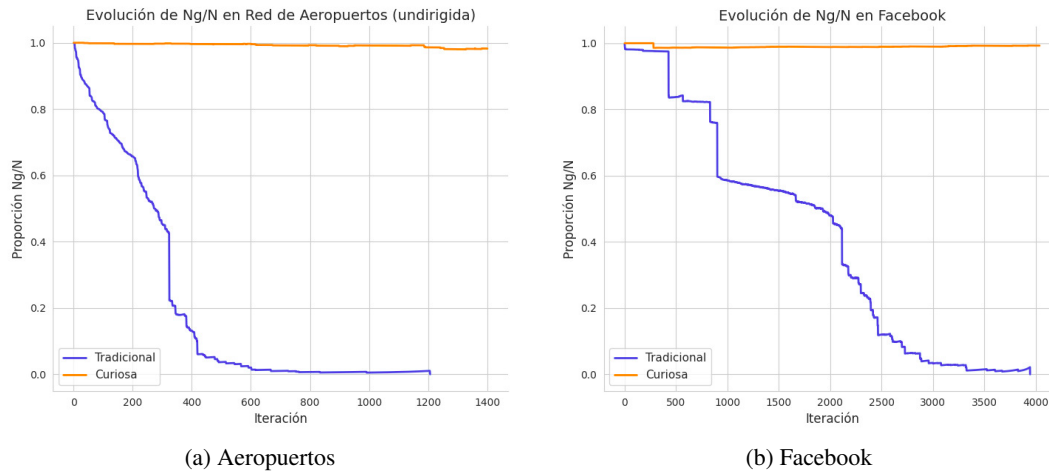 Evolución de Ng/N en Red de Aeropuertos (undirigida)
1.0
0.8
0.6
0.4
0.2
0.0
Proporción Ng/N
Tradicional
Curiosa
0 200 400 600 800 1000 1200 1400
Iteración
(a) Aeropuertos
Evolución de Ng/N en Facebook
1.0
0.8
0.6
0.4
0.2
0.0
Proporción Ng/N
Tradicional
Curiosa
0 500 1000 1500 2000 2500 3000 3500 4000
Iteración
(b) Facebook